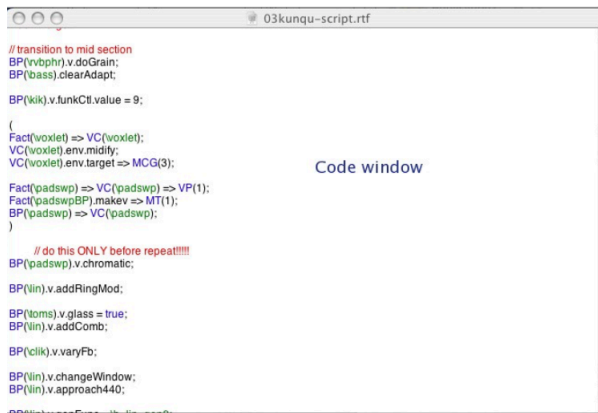 03kunqu-script.rtf
// transition to mid section
BP(\rvbphr).v.doGrain;
BP(\bass).clearAdapt;
BP(\kik).v.funkCtl.value = 9;
(
Fact(\voxlet) => VC(\voxlet);
VC(\voxlet).env.midify;
VC(\voxlet).env.target => MCG(3);
Code window
Fact(\padswp) => VC(\padswp) => VP(1);
Fact(\padswpBP).makev => MT(1);
BP(\padswp) => VC(\padswp);
)
// do this ONLY before repeat!!!!!
BP(\padswp).v.chromatic;
BP(\lin).v.addRingMod;
BP(\toms).v.glass = true;
BP(\lin).v.addComb;
BP(\clik).v.varyFb;
BP(\lin).v.changeWindow;
BP(\lin).v.approach440;